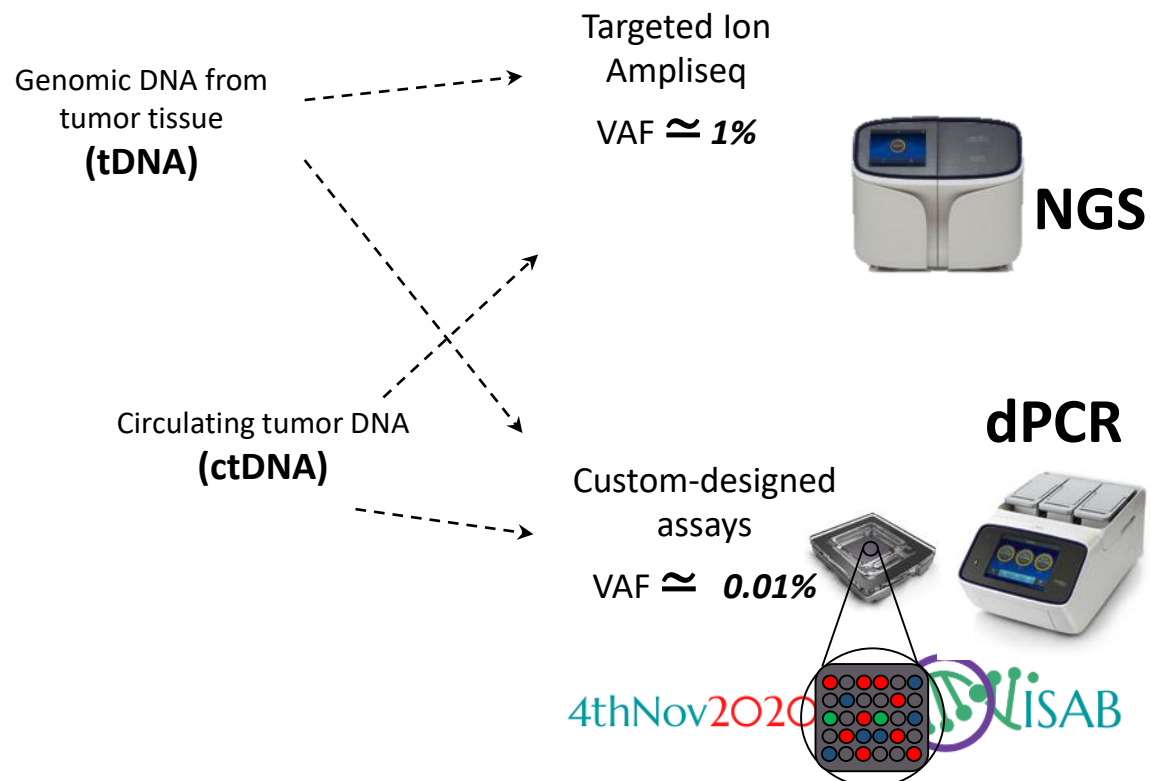 Genomic DNA from
tumor tissue
(tDNA)
Targeted Ion
Ampliseq
VAF ≃ 1%
NGS
Circulating tumor DNA
(ctDNA)
dPCR
Custom-designed
assays
VAF ≃ 0.01%
4thNov2020
iSAB